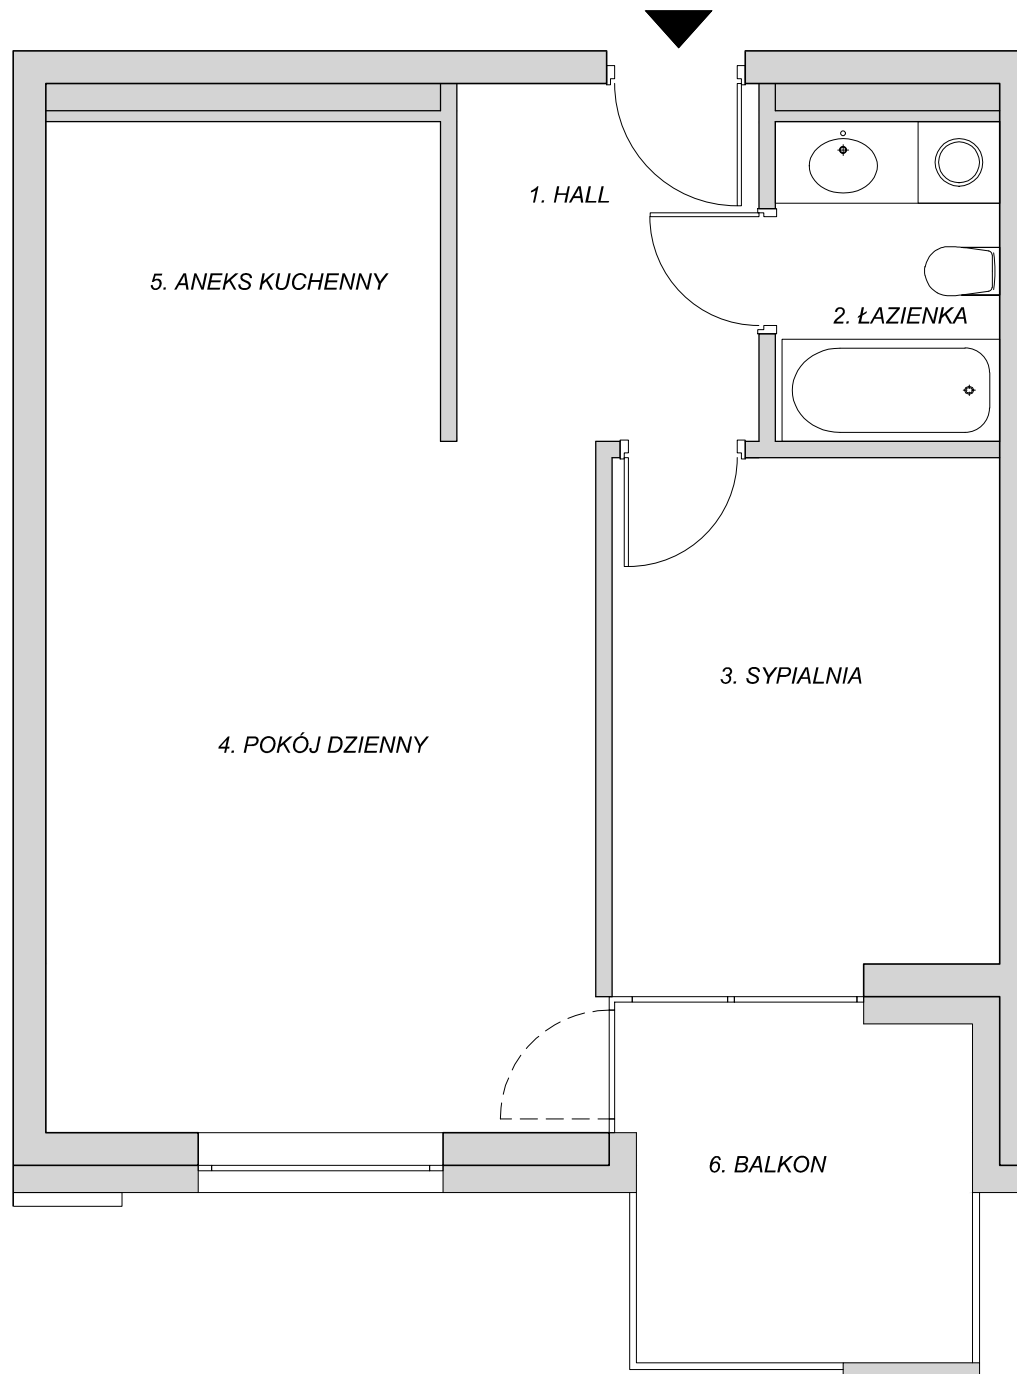 1. HALL
5. ANEKS KUCHENNY
2. ŁAZIENKA
3. SYPIALNIA
4. POKÓJ DZIENNY
6. BALKON